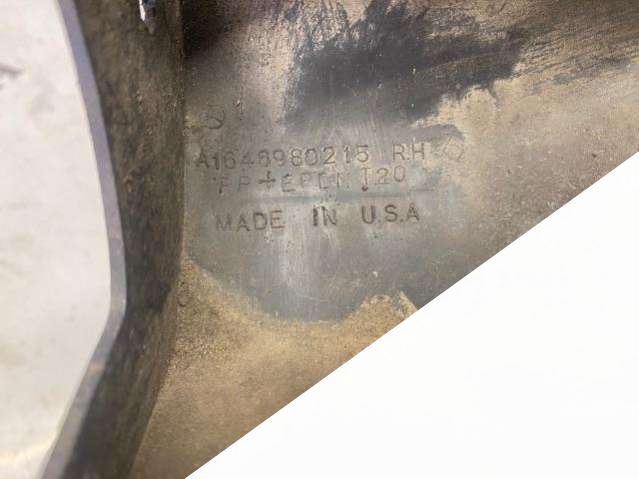 A1646980215 RH
PP+EPDM T20
MADE IN U.S.A